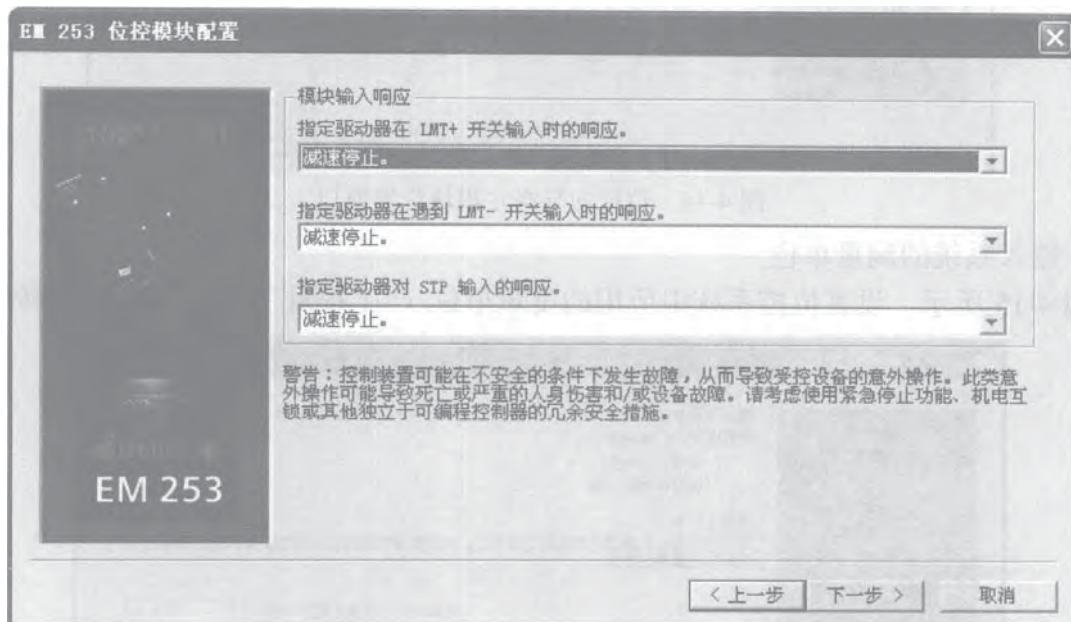 EM 253 位控模块配置
模块输入响应
指定驱动器在 LMT+ 开关输入时的响应。
减速停止。
指定驱动器在遇到 LMT- 开关输入时的响应。
减速停止。
指定驱动器对 STP 输入的响应。
减速停止。
警告：控制装置可能在不安全的条件下发生故障，从而导致受控设备的意外操作。此类意
外操作可能导致死亡或严重的人身伤害和/或设备故障。请考虑使用紧急停止功能、机电互
锁或其他独立于可编程控制器的冗余安全措施。
EM 253
< 上一步
下一步 >
取消